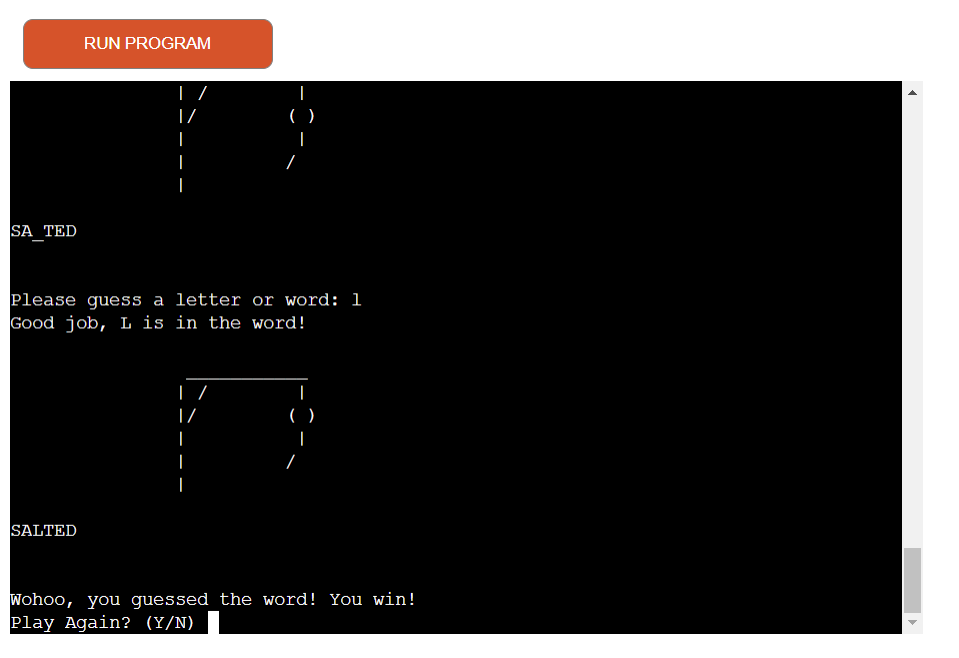 RUN PROGRAM
SA_TED
Please guess a letter or word: l
Good job, L is in the word!
SALTED
Wohoo, you guessed the word! You win!
Play Again? (Y/N)